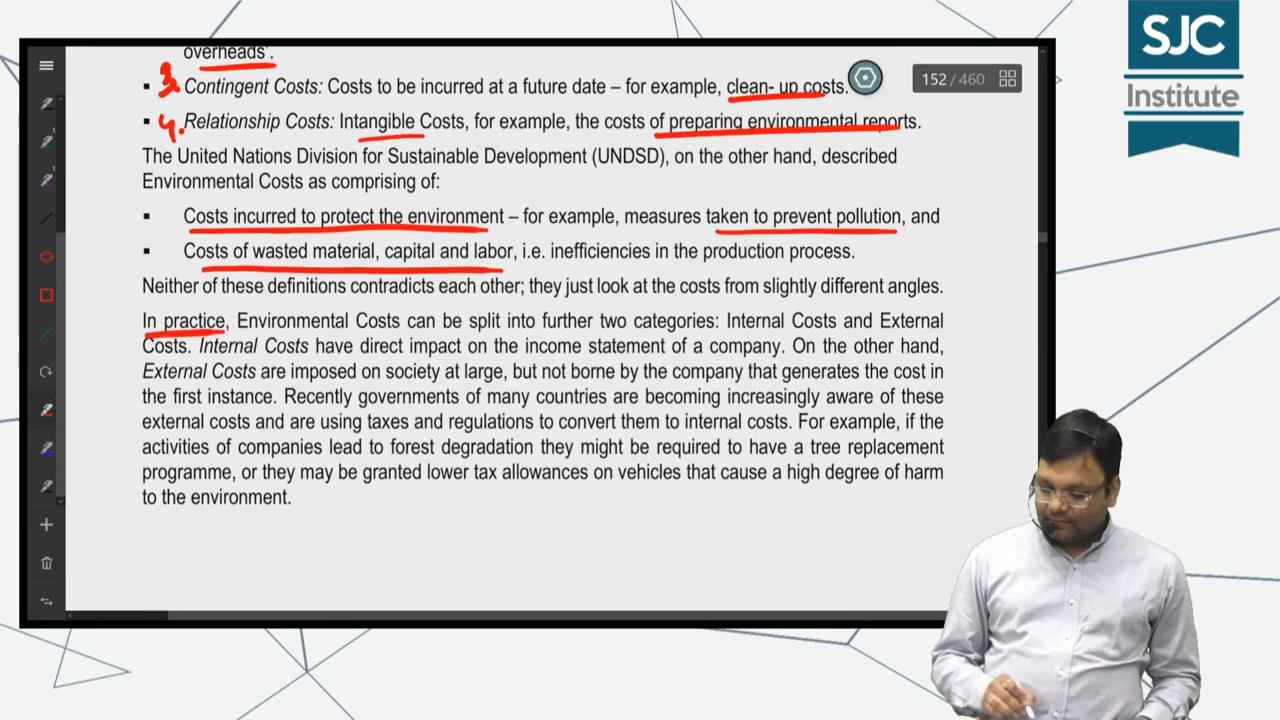 overheads'.
SJC
Institute
152 / 460
3. Contingent Costs: Costs to be incurred at a future date – for example, clean- up costs.
4. Relationship Costs: Intangible Costs, for example, the costs of preparing environmental reports.
The United Nations Division for Sustainable Development (UNDSD), on the other hand, described
Environmental Costs as comprising of:
▪ Costs incurred to protect the environment – for example, measures taken to prevent pollution, and
▪ Costs of wasted material, capital and labor, i.e. inefficiencies in the production process.
Neither of these definitions contradicts each other; they just look at the costs from slightly different angles.
In practice, Environmental Costs can be split into further two categories: Internal Costs and External
Costs. Internal Costs have direct impact on the income statement of a company. On the other hand,
External Costs are imposed on society at large, but not borne by the company that generates the cost in
the first instance. Recently governments of many countries are becoming increasingly aware of these
external costs and are using taxes and regulations to convert them to internal costs. For example, if the
activities of companies lead to forest degradation they might be required to have a tree replacement
programme, or they may be granted lower tax allowances on vehicles that cause a high degree of harm
to the environment.